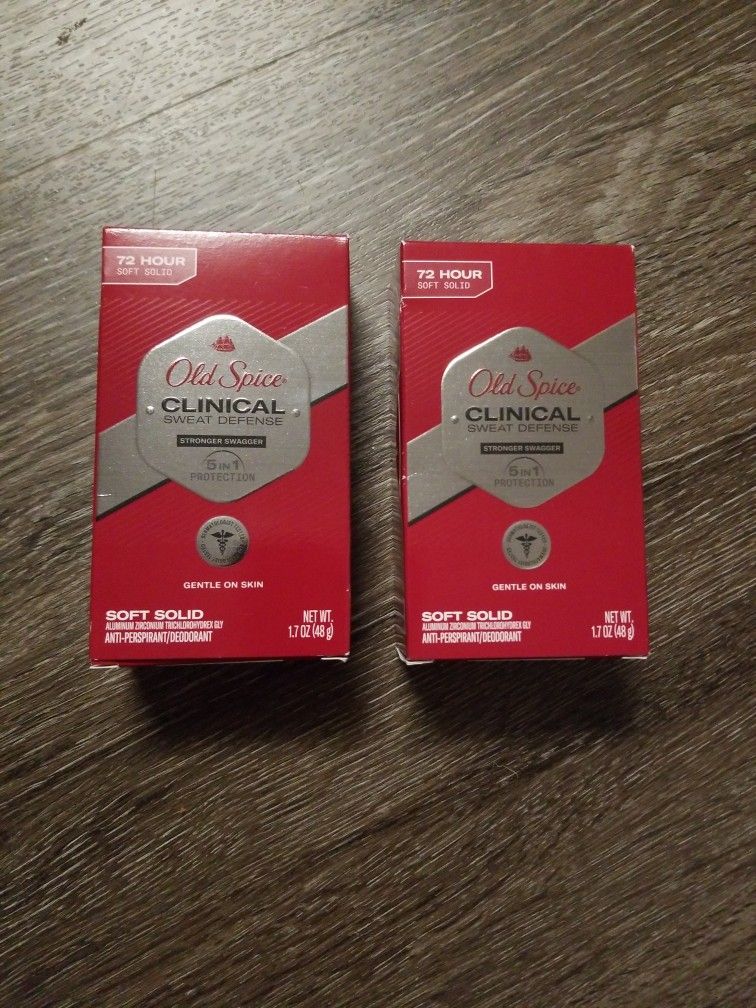 72 HOUR
SOFT SOLID
Old Spice
CLINICAL
SWEAT DEFENSE
STRONGER SWAGGER
5 IN 1
PROTECTION
GENTLE ON SKIN
SOFT SOLID
ALUMINUM ZIRCONIUM TRICHLOROHYDREX GLY
ANTI-PERSPIRANT/DEODORANT
NET WT.
1.7 OZ (48 g)
72 HOUR
SOFT SOLID
Old Spice
CLINICAL
SWEAT DEFENSE
STRONGER SWAGGER
5 IN 1
PROTECTION
GENTLE ON SKIN
SOFT SOLID
ALUMINUM ZIRCONIUM TRICHLOROHYDREX GLY
ANTI-PERSPIRANT/DEODORANT
NET WT.
1.7 OZ (48 g)